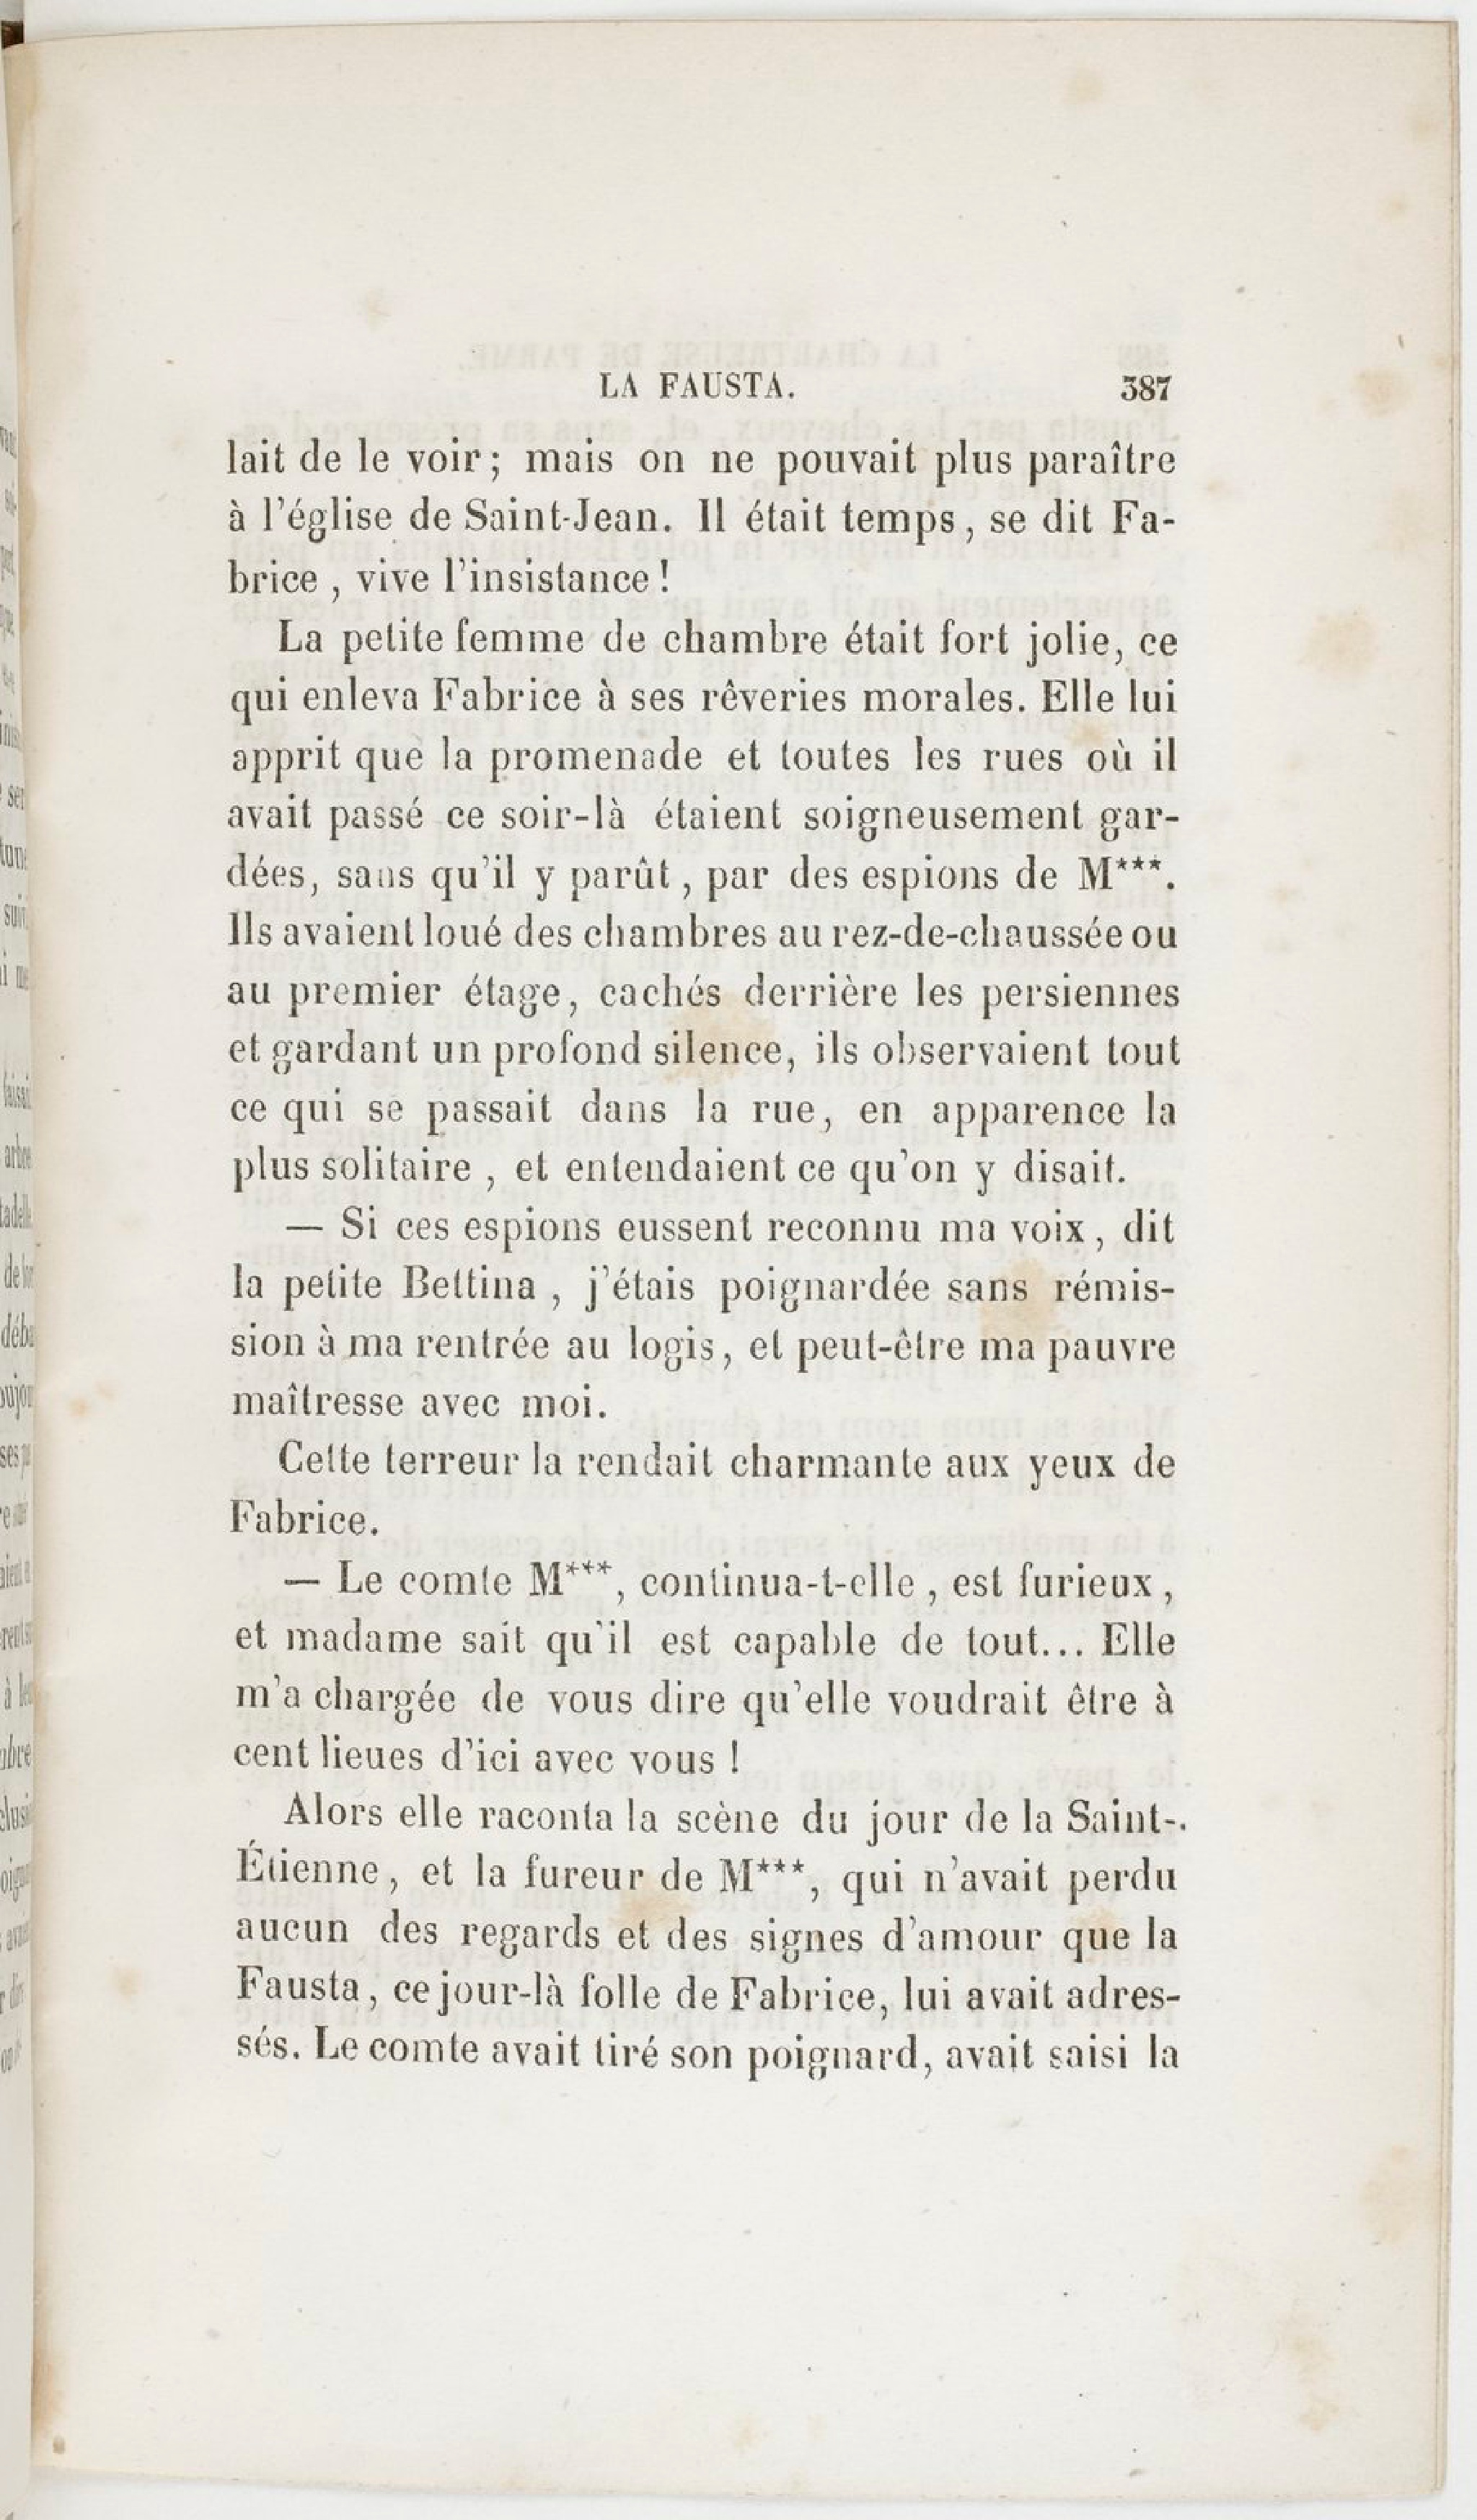 LA FAUSTA. 387
lait de le voir ; mais on ne pouvait plus paraître
à l'église de Saint-Jean. Il était temps, se dit Fa-
brice , vive l'insistance !
La petite femme de chambre était fort jolie, ce
qui enleva Fabrice à ses rêveries morales. Elle lui
apprit que la promenade et toutes les rues où il
avait passé ce soir-là étaient soigneusement gar-
dées, sans qu'il y parût , par des espions de M***.
Ils avaient loué des chambres au rez-de-chaussée ou
au premier étage, cachés derrière les persiennes
et gardant un profond silence, ils observaient tout
ce qui se passait dans la rue, en apparence la
plus solitaire , et entendaient ce qu'on y disait.
— Si ces espions eussent reconnu ma voix , dit
la petite Bettina , j'étais poignardée sans rémis-
sion à ma rentrée au logis, et peut-être ma pauvre
maîtresse avec moi.
Cette terreur la rendait charmante aux yeux de
Fabrice.
— Le comte M***, continua-t-elle , est furieux ,
et madame sait qu'il est capable de tout... Elle
m'a chargée de vous dire qu'elle voudrait être à
cent lieues d'ici avec vous !
Alors elle raconta la scène du jour de la Saint-
Étienne, et la fureur de M***, qui n'avait perdu
aucun des regards et des signes d'amour que la
Fausta, ce jour-là folle de Fabrice, lui avait adres-
sés. Le comte avait tiré son poignard, avait saisi la